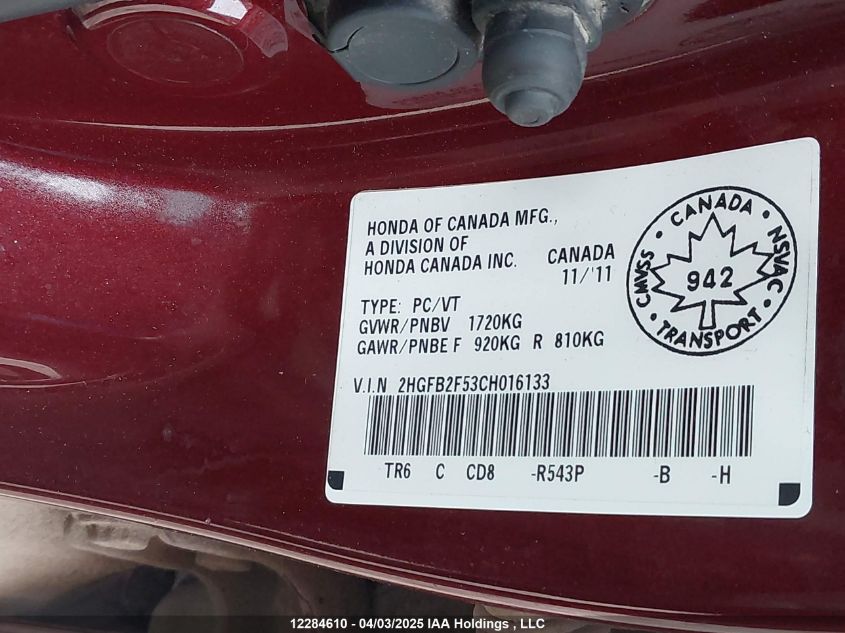 HONDA OF CANADA MFG.,
A DIVISION OF
HONDA CANADA INC.
CANADA
11/'11
TYPE: PC/VT
GVWR/PNBV 1720KG
GAWR/PNBE F 920KG R 810KG
V.I.N 2HGFB2F53CH016133
TR6 C CD8 -R543P -B -H
• CANADA •
CMVSS • NSVAC
942
• TRANSPORT •
12284610 - 04/03/2025 IAA Holdings , LLC